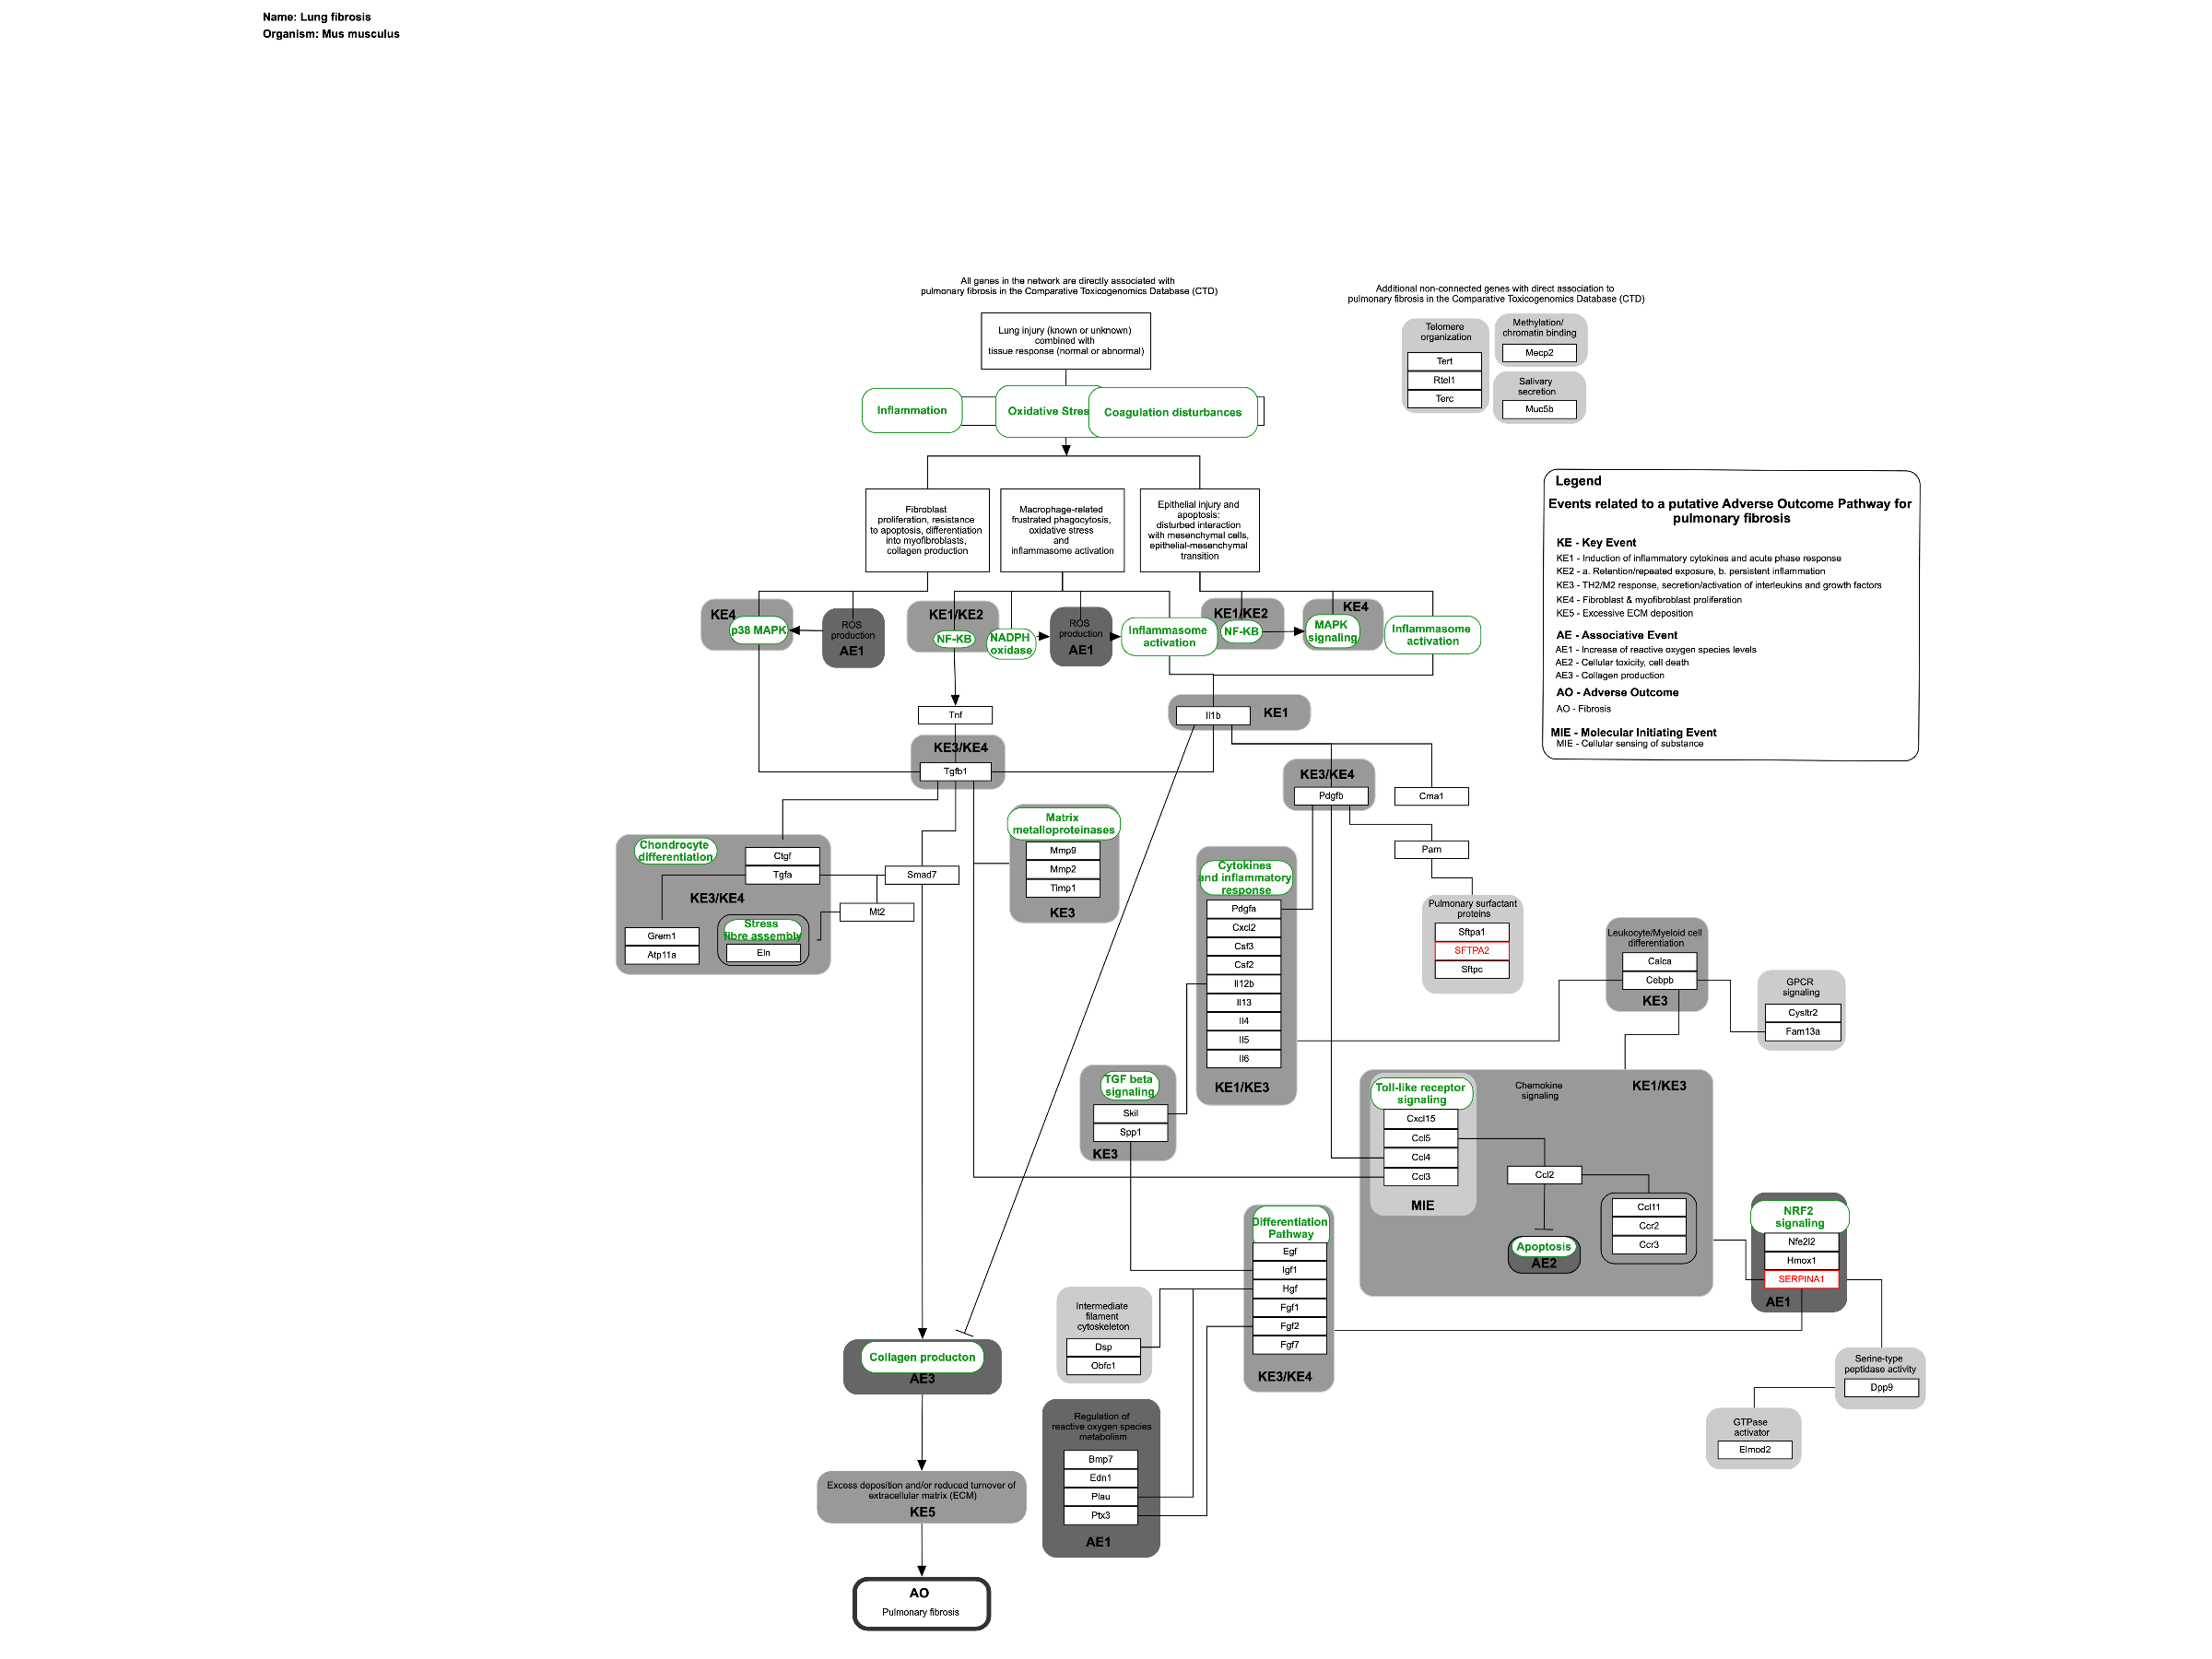 Name: Lung fibrosis
Organism: Mus musculus
All genes in the network are directly associated with
pulmonary fibrosis in the Comparative Toxicogenomics Database (CTD)
Additional non-connected genes with direct association to
pulmonary fibrosis in the Comparative Toxicogenomics Database (CTD)
Lung injury (known or unknown)
combined with
tissue response (normal or abnormal)
Telomere
organization
Tert
Rtel1
Terc
Methylation/
chromatin binding
Mecp2
Salivary
secretion
Muc5b
Inflammation
Oxidative Stres
Coagulation disturbances
Fibroblast
proliferation, resistance
to apoptosis, differentiation
into myofibroblasts,
collagen production
Macrophage-related
frustrated phagocytosis,
oxidative stress
and
inflammasome activation
Epithelial injury and
apoptosis:
disturbed interaction
with mesenchymal cells,
epithelial-mesenchymal
transition
Legend
Events related to a putative Adverse Outcome Pathway for
pulmonary fibrosis
KE - Key Event
KE1 - Induction of inflammatory cytokines and acute phase response
KE2 - a. Retention/repeated exposure, b. persistent inflammation
KE3 - TH2/M2 response, secretion/activation of interleukins and growth factors
KE4 - Fibroblast & myofibroblast proliferation
KE5 - Excessive ECM deposition
AE - Associative Event
AE1 - Increase of reactive oxygen species levels
AE2 - Cellular toxicity, cell death
AE3 - Collagen production
AO - Adverse Outcome
AO - Fibrosis
MIE - Molecular Initiating Event
MIE - Cellular sensing of substance
KE4
p38 MAPK
ROS
production
AE1
KE1/KE2
NF-KB
NADPH
oxidase
ROS
production
AE1
Inflammasome
activation
KE1/KE2
NF-KB
KE4
MAPK
signaling
Inflammasome
activation
Tnf
Il1b
KE1
KE3/KE4
Tgfb1
KE3/KE4
Pdgfb
Cma1
Pam
Matrix
metalloproteinases
Mmp9
Mmp2
Timp1
KE3
Chondrocyte
differentiation
Ctgf
Tgfa
KE3/KE4
Stress
fibre assembly
Eln
Grem1
Atp11a
Smad7
Mt2
Cytokines
and inflammatory
response
Pdgfa
Cxcl2
Csf3
Csf2
Il12b
Il13
Il4
Il5
Il6
KE1/KE3
Pulmonary surfactant
proteins
Sftpa1
SFTPA2
Sftpc
Leukocyte/Myeloid cell
differentiation
Calca
Cebpb
KE3
GPCR
signaling
Cysltr2
Fam13a
TGF beta
signaling
Skil
Spp1
KE3
Toll-like receptor
signaling
Cxcl15
Ccl5
Ccl4
Ccl3
MIE
Chemokine
signaling
KE1/KE3
Ccl2
Ccl11
Ccr2
Ccr3
Apoptosis
AE2
NRF2
signaling
Nfe2l2
Hmox1
SERPINA1
AE1
Differentiation
Pathway
Egf
Igf1
Hgf
Fgf1
Fgf2
Fgf7
KE3/KE4
Intermediate
filament
cytoskeleton
Dsp
Obfc1
Collagen producton
AE3
Serine-type
peptidase activity
Dpp9
GTPase
activator
Elmod2
Regulation of
reactive oxygen species
metabolism
Bmp7
Edn1
Plau
Ptx3
AE1
Excess deposition and/or reduced turnover of
extracellular matrix (ECM)
KE5
AO
Pulmonary fibrosis